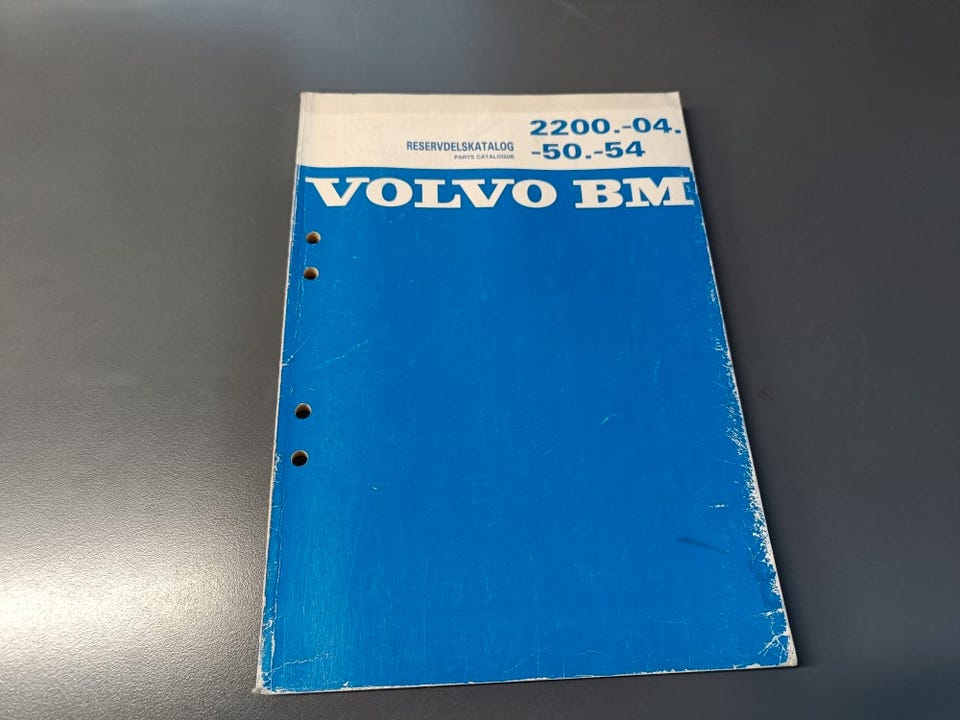 RESERVDELSKATALOG
PARTS CATALOGUE
2200.-04.
-50.-54
VOLVO BM